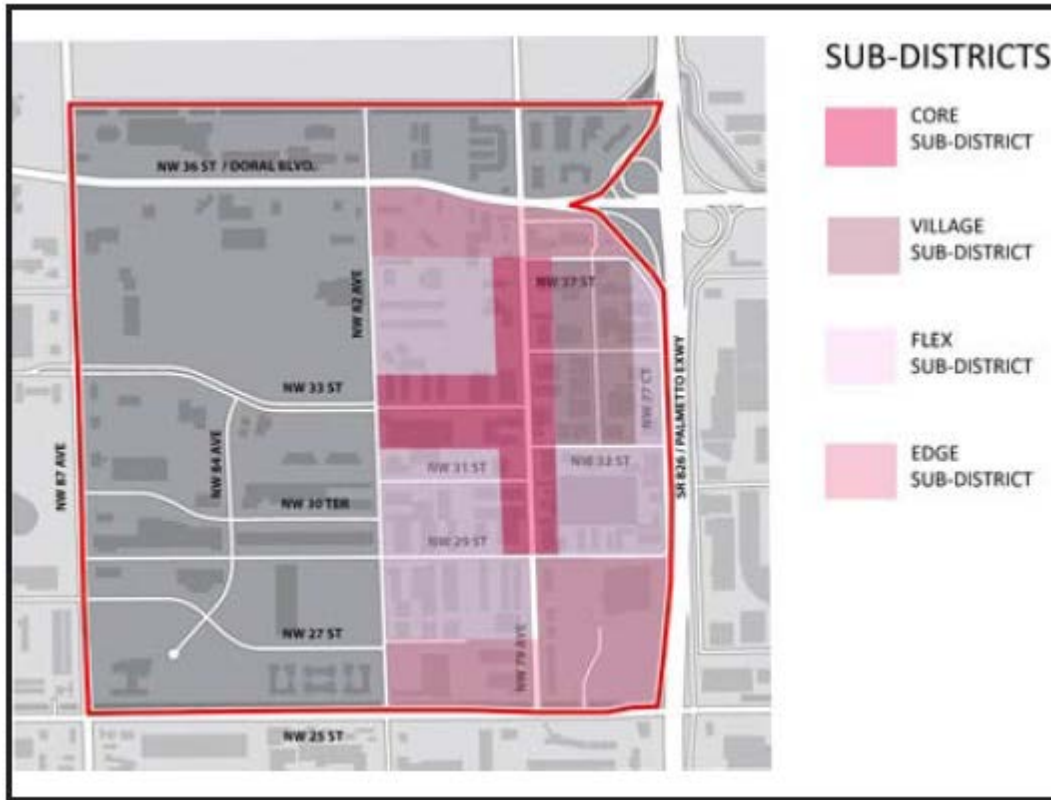 SUB-DISTRICTS
CORE
SUB-DISTRICT
VILLAGE
SUB-DISTRICT
FLEX
SUB-DISTRICT
EDGE
SUB-DISTRICT
NW 36 ST / DORAL BLVD.
NW 82 AVE
NW 37 ST
NW 33 ST
NW 77 CT
SR 826 / PALMETTO EXWY
NW 87 AVE
NW 84 AVE
NW 31 ST
NW 32 ST
NW 30 TER
NW 29 ST
NW 27 ST
NW 79 AVE
NW 25 ST